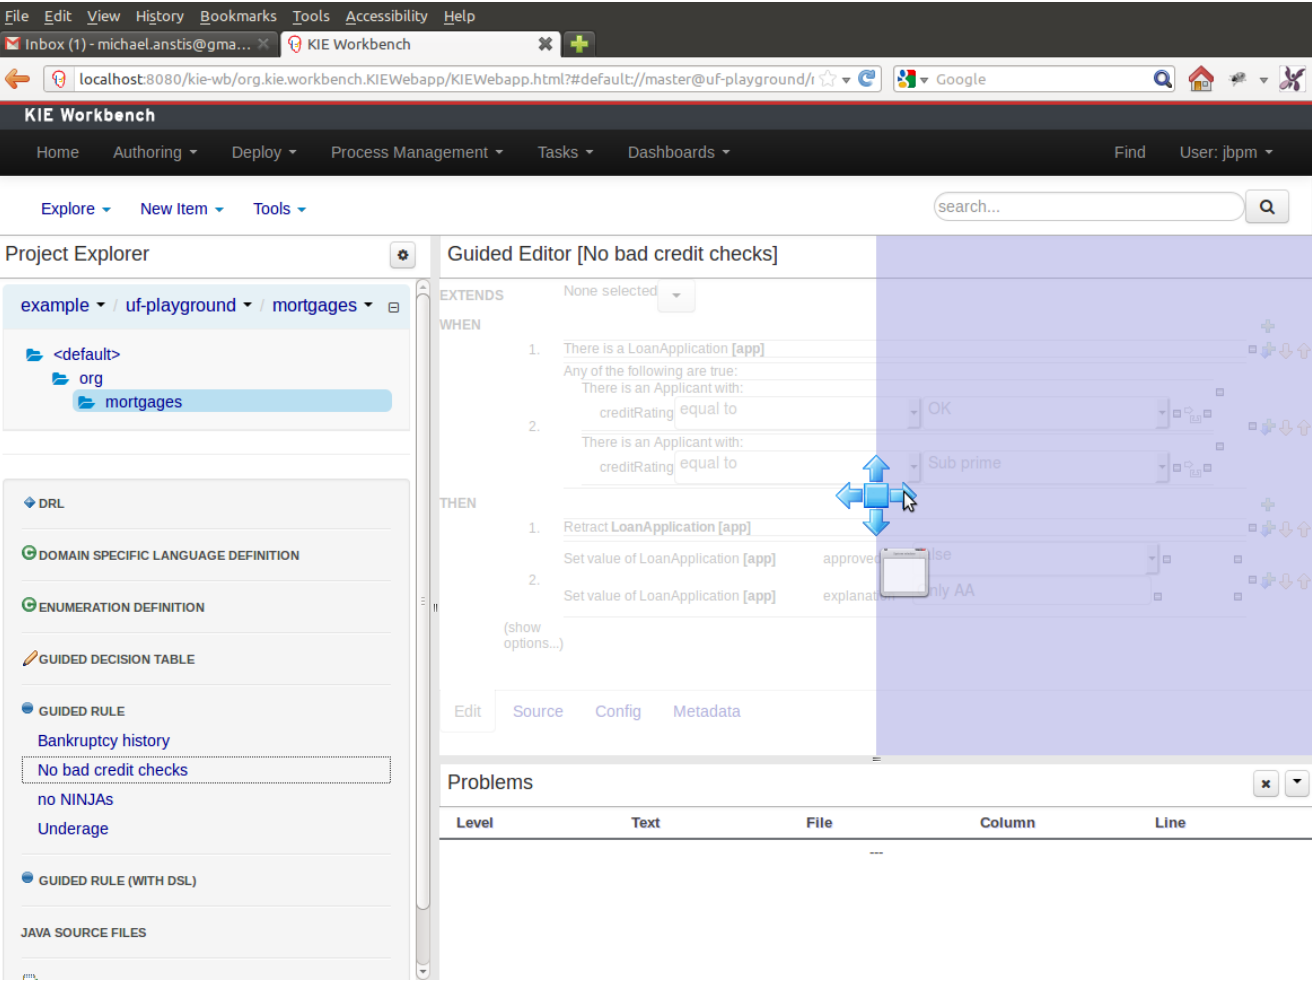 File Edit View History Bookmarks Tools Accessibility Help
Inbox (1) - michael.anstis@gma...
KIE Workbench
localhost:8080/kie-wb/org.kie.workbench.KIEWebapp/KIEWebapp.html?#default://master@uf-playground/
Google
KIE Workbench
Home Authoring Deploy Process Management Tasks Dashboards Find User: jbpm
Explore New Item Tools search...
Project Explorer
example / uf-playground / mortgages
<default>
org
mortgages
DRL
DOMAIN SPECIFIC LANGUAGE DEFINITION
ENUMERATION DEFINITION
GUIDED DECISION TABLE
GUIDED RULE
Bankruptcy history
No bad credit checks
no NINJAs
Underage
GUIDED RULE (WITH DSL)
JAVA SOURCE FILES
Guided Editor [No bad credit checks]
EXTENDS None selected
WHEN
1. There is a LoanApplication [app]
Any of the following are true:
There is an Applicant with:
creditRating equal to OK
2.
There is an Applicant with:
creditRating equal to Sub prime
THEN
1. Retract LoanApplication [app]
Set value of LoanApplication [app] approved
2.
Set value of LoanApplication [app] AA
(show
options...)
Edit Source Config Metadata
Problems
Level Text File Column Line
---